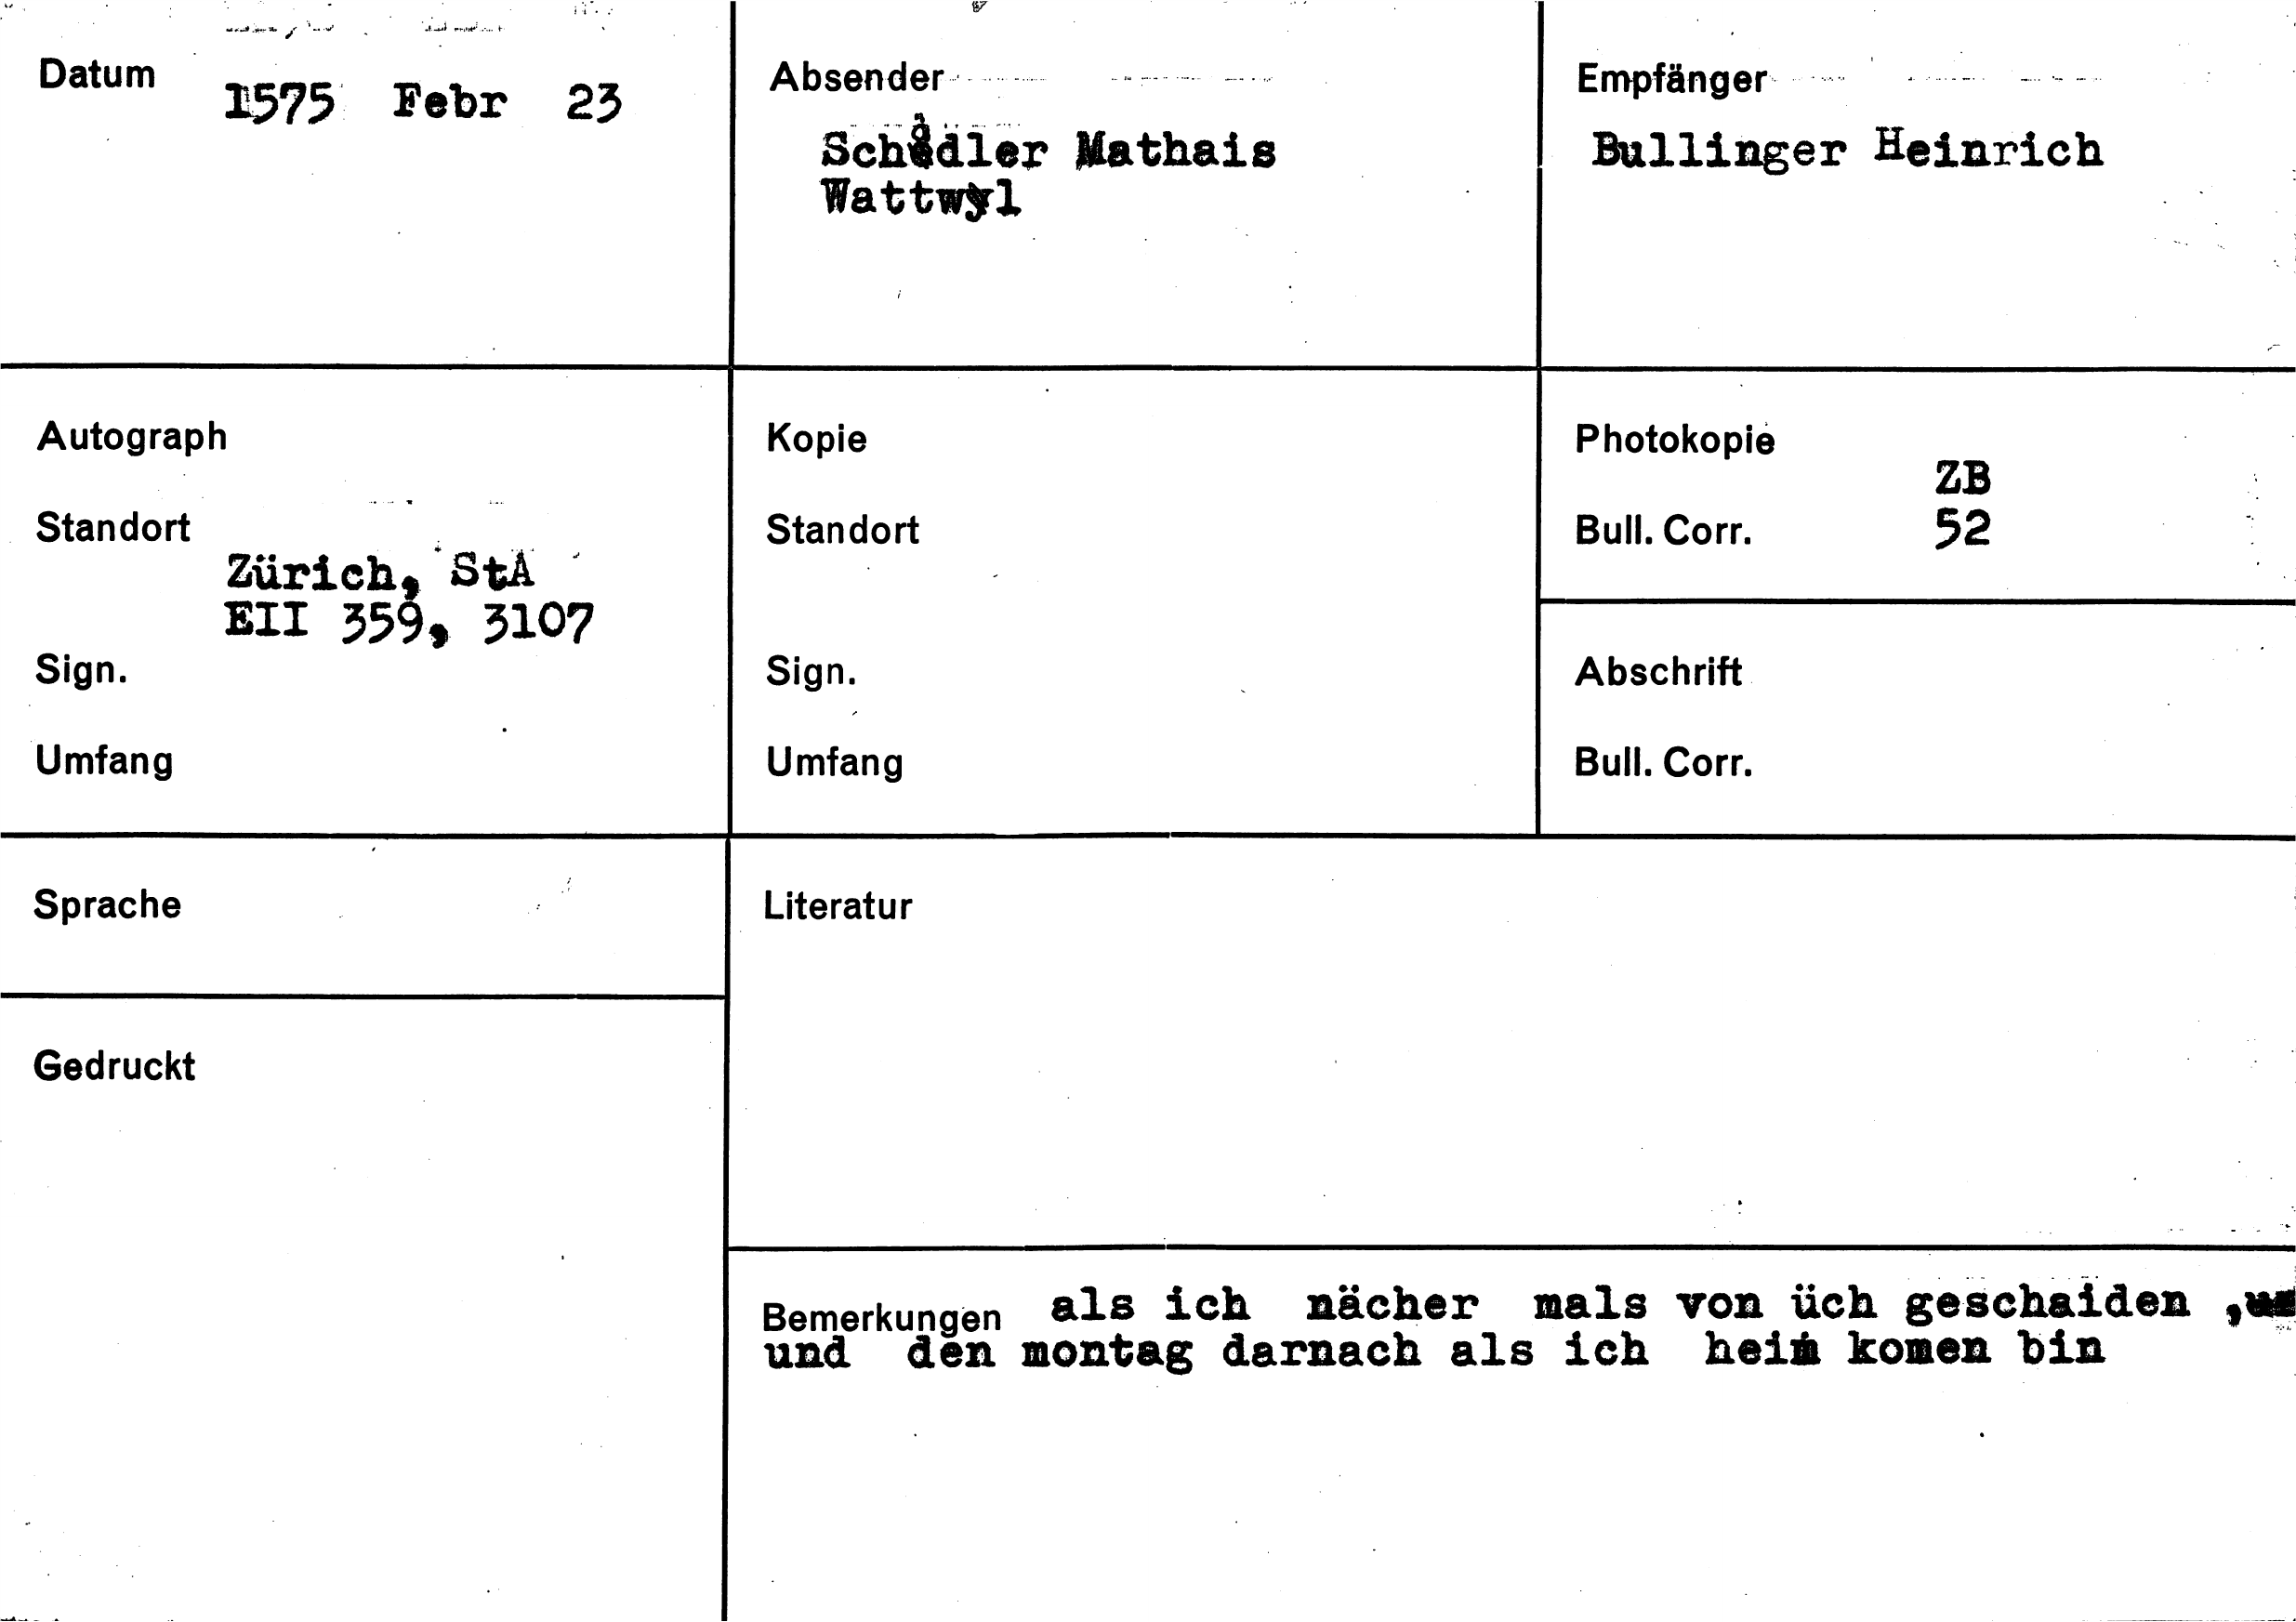 Datum
1575 Febr 23
Absender
Mathais
Wattwyl
Empfänger
Bullinger Heinrich
Autograph
Standort
Zürich, StA
EII 359, 3107
Sign.
Umfang
Kopie
Standort
Sign.
Umfang
Photokopie
ZB
Bull. Corr. 52
Abschrift
Bull. Corr.
Sprache
Literatur
Gedruckt
Bemerkungen als ich nächer mals von üch geschaiden ,
und den montag darnach als ich heim komen bin